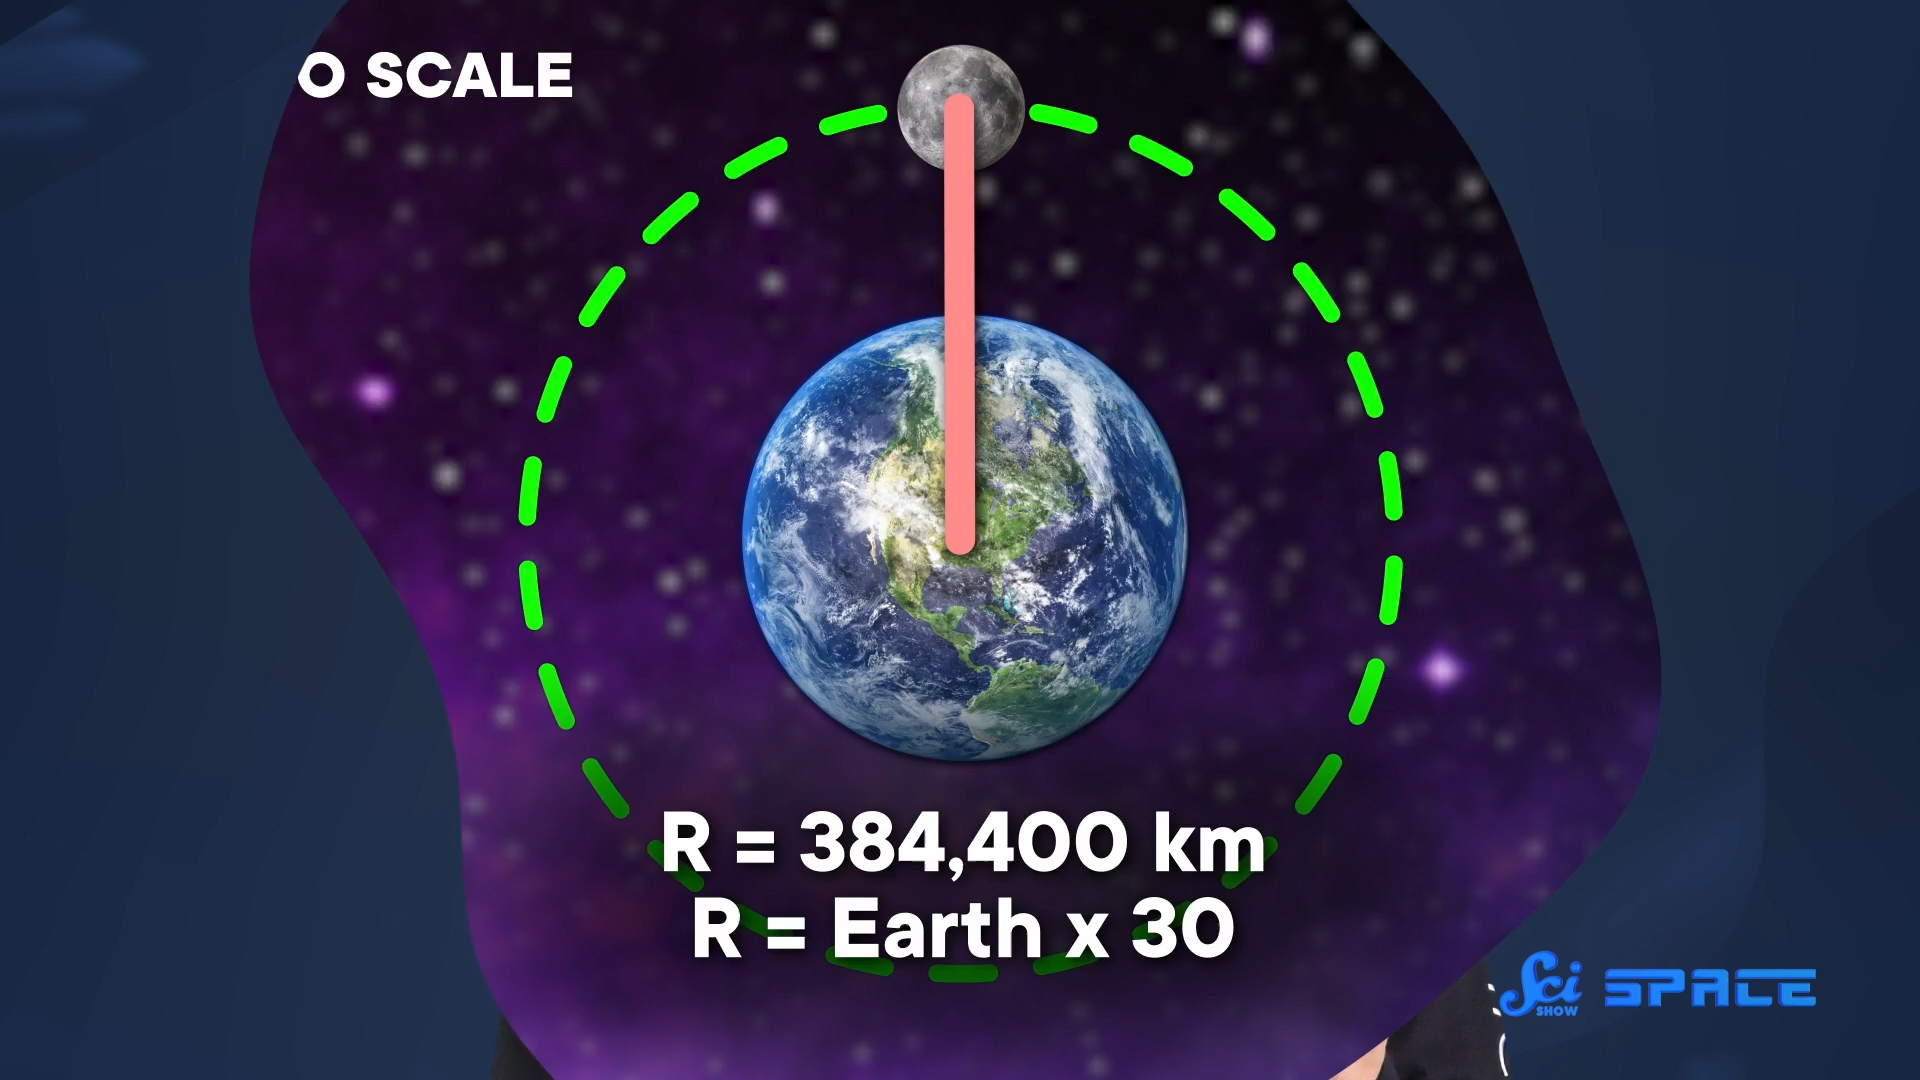 O SCALE
R = 384,400 km
R = Earth x 30
Sci SHOW SPACE